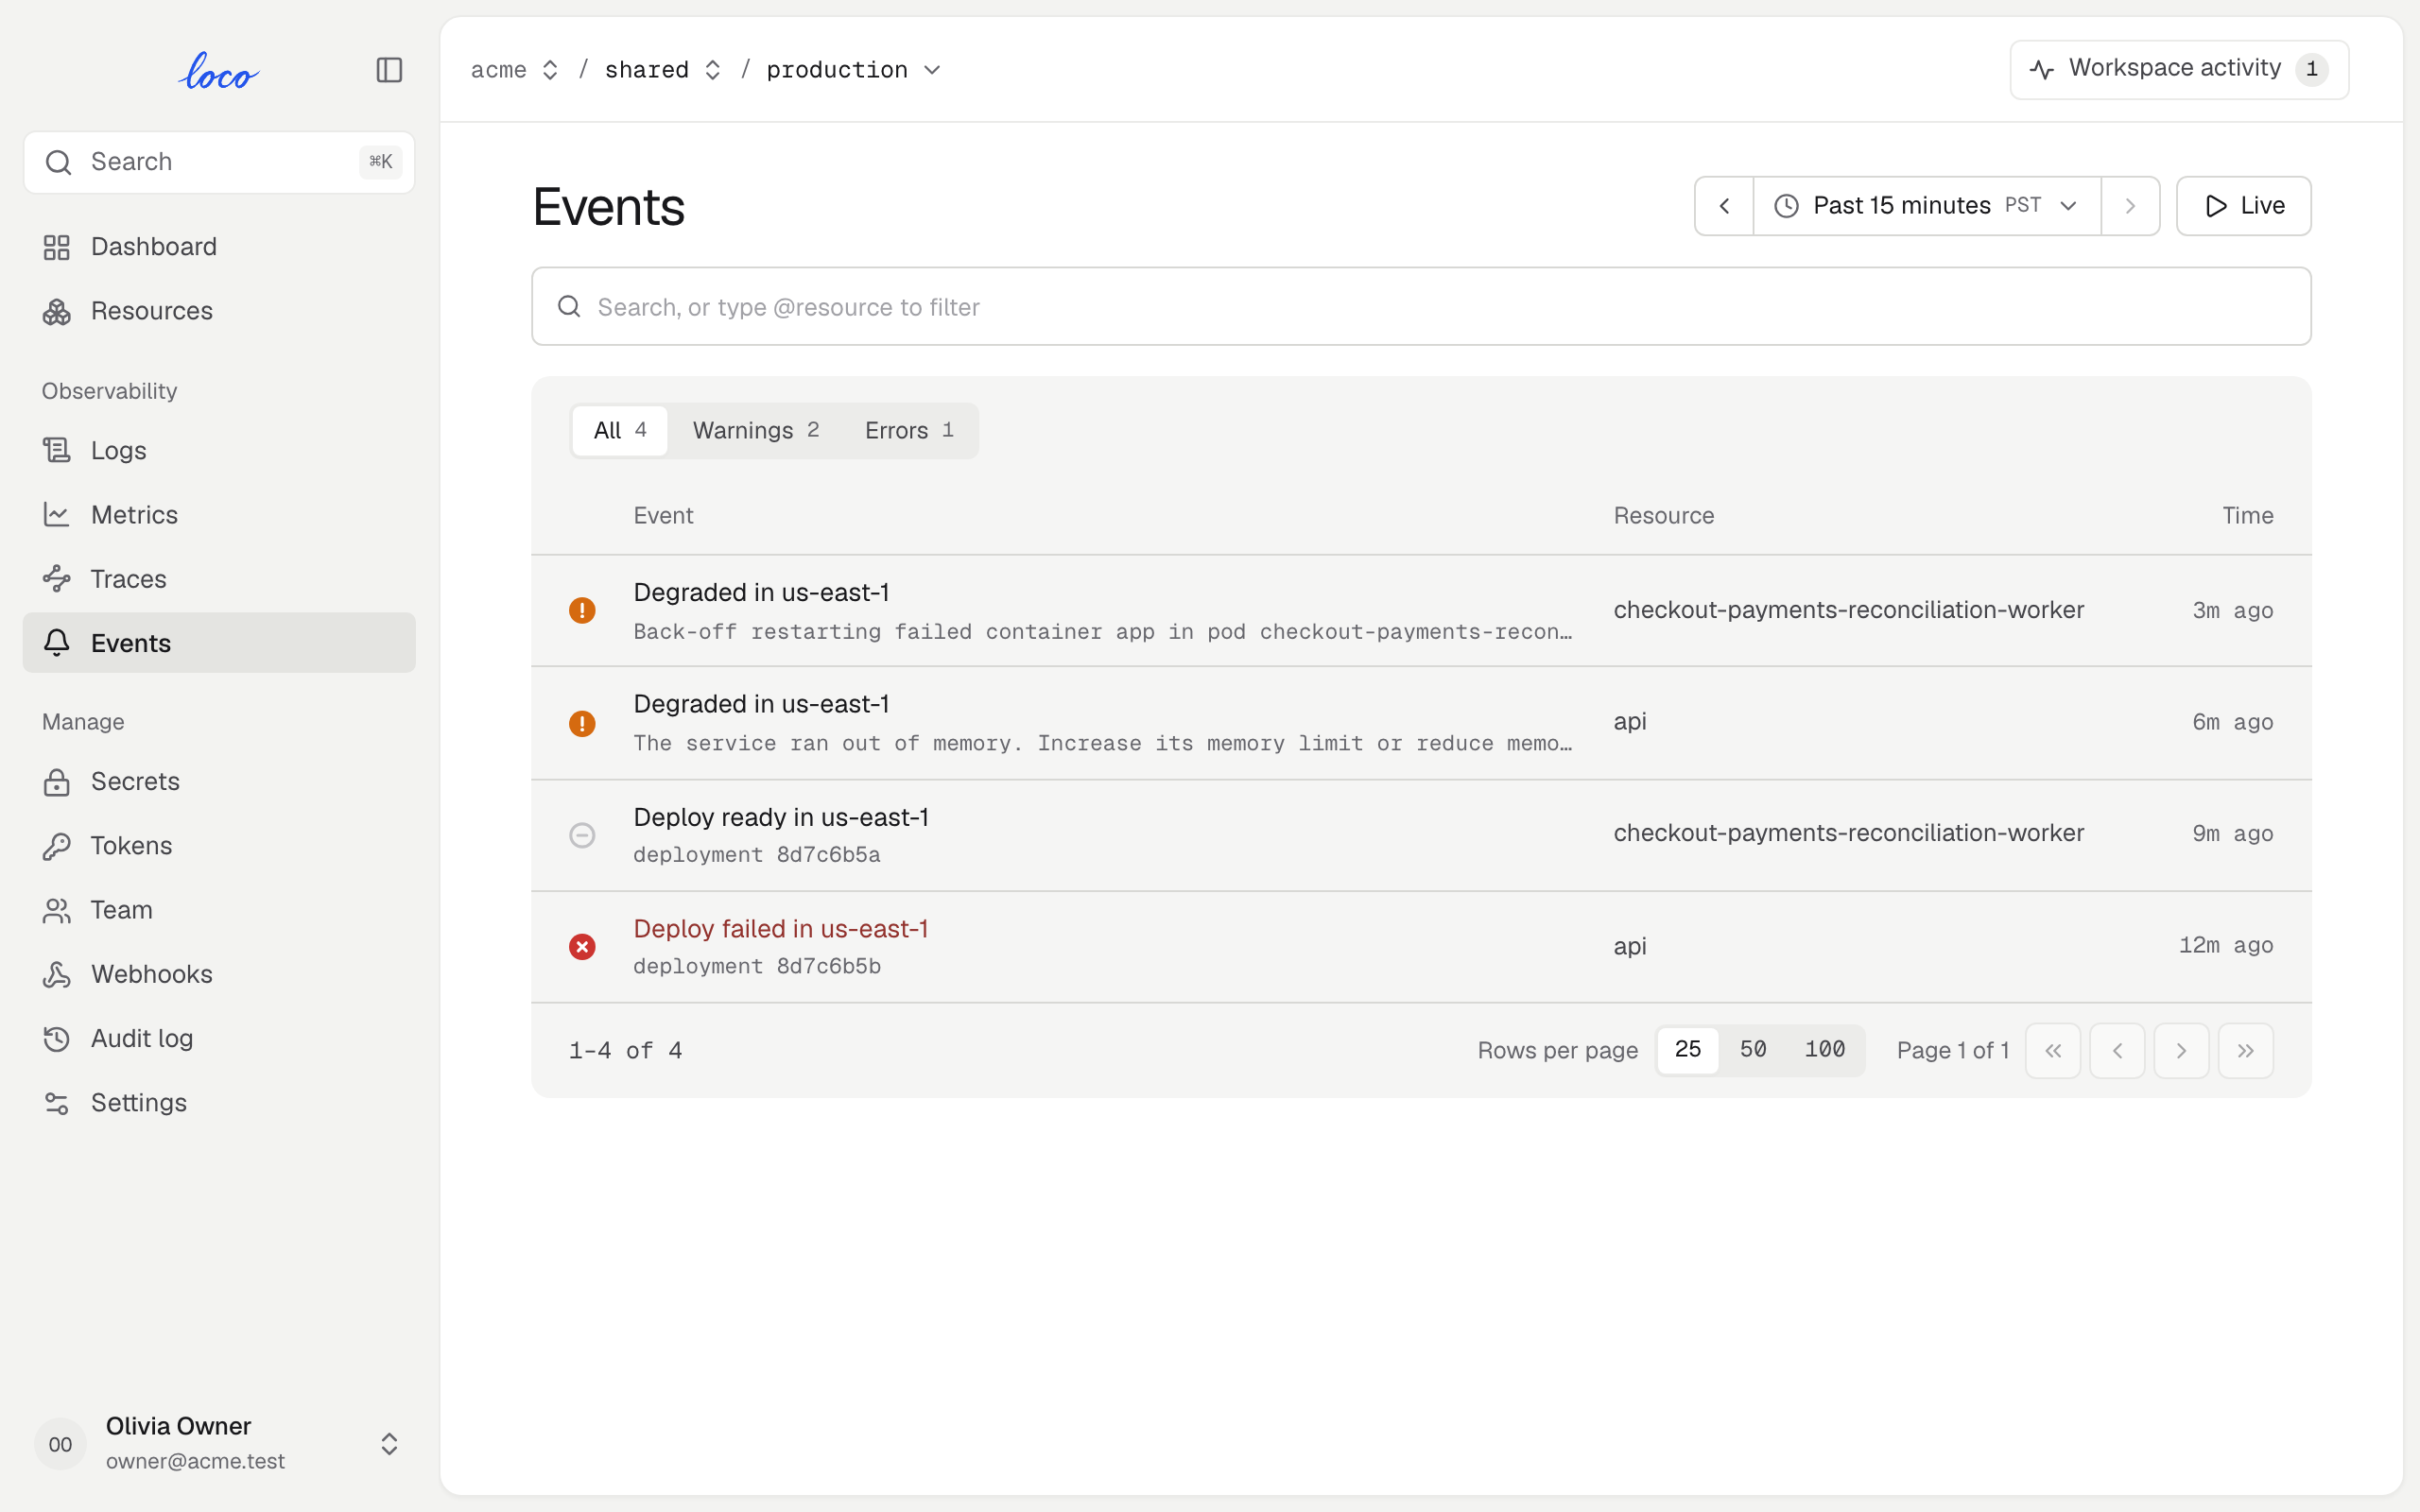 loco
Search ⌘K
Dashboard
Resources
Observability
Logs
Metrics
Traces
Events
Manage
Secrets
Tokens
Team
Webhooks
Audit log
Settings
OO
Olivia Owner
owner@acme.test
acme / shared / production
Workspace activity 1
Events
Past 15 minutes PST
Live
Search, or type @resource to filter
All 4 Warnings 2 Errors 1
Event Resource Time
Degraded in us-east-1
Back-off restarting failed container app in pod checkout-payments-recon…
checkout-payments-reconciliation-worker 3m ago
Degraded in us-east-1
The service ran out of memory. Increase its memory limit or reduce memo…
api 6m ago
Deploy ready in us-east-1
deployment 8d7c6b5a
checkout-payments-reconciliation-worker 9m ago
Deploy failed in us-east-1
deployment 8d7c6b5b
api 12m ago
1–4 of 4 Rows per page 25 50 100 Page 1 of 1